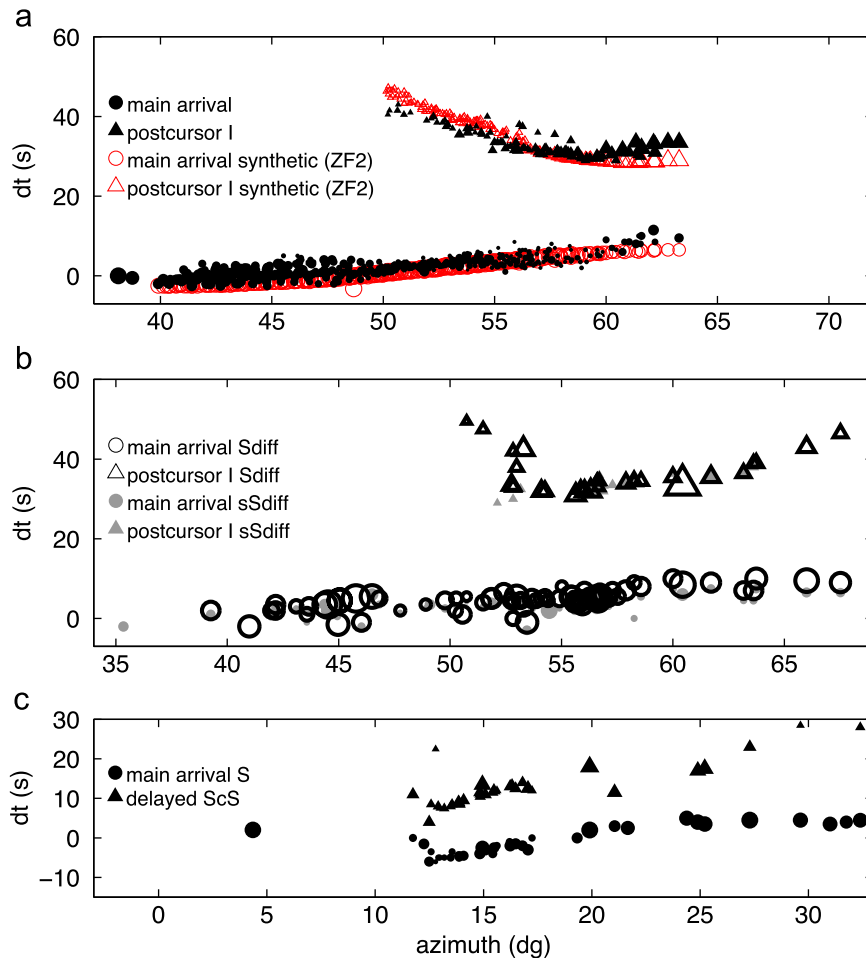 a
60
40
20
0
dt (s)
main arrival
postcursor I
main arrival synthetic (ZF2)
postcursor I synthetic (ZF2)
40 45 50 55 60 65 70
b
60
40
20
0
dt (s)
main arrival Sdiff
postcursor I Sdiff
main arrival sSdiff
postcursor I sSdiff
35 40 45 50 55 60 65
c
30
20
10
0
−10
dt (s)
main arrival S
delayed ScS
0 5 10 15 20 25 30
azimuth (dg)